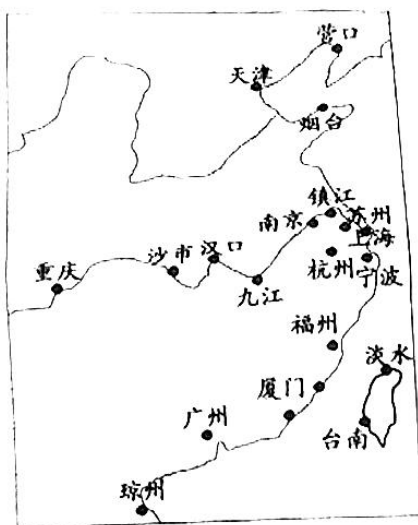 营口
天津
烟台
镇江
南京
苏州
上海
沙市
汉口
杭州
宁波
重庆
九江
福州
淡水
厦门
广州
台南
琼州